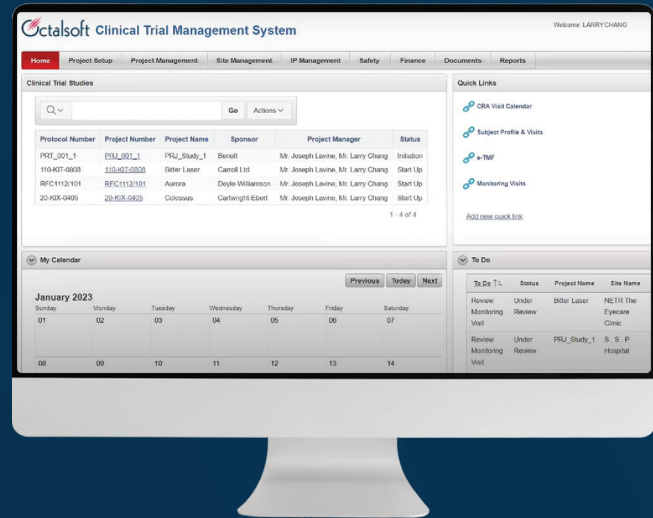 Octalsoft Clinical Trial Management System
Welcome: LARRY.CHANG
Home Project Setup Project Management Site Management IP Management Safety Finance Documents Reports
Clinical Trial Studies
Go Actions
Protocol Number Project Number Project Name Sponsor Project Manager Status
PRT_001_1 PRJ_001_1 PRJ_Study_1 Benoit Mr. Joseph Lavine, Mr. Larry Chang Initiation
110-KIT-0808 110-KIT-0808 Bitter Laser Carroll Ltd Mr. Joseph Lavine, Mr. Larry Chang Start Up
RFC1112/101 RFC1112/101 Aurora Doyle-Williamson Mr. Joseph Lavine, Mr. Larry Chang Start Up
20-KIX-0405 20-KIX-0405 Colossus Cartwright-Ebert Mr. Joseph Lavine, Mr. Larry Chang Start Up
1 - 4 of 4
Quick Links
CRA Visit Calendar
Subject Profile & Visits
e-TMF
Monitoring Visits
Add new quick link
My Calendar
Previous Today Next
January 2023
Sunday Monday Tuesday Wednesday Thursday Friday Saturday
01 02 03 04 05 06 07
08 09 10 11 12 13 14
To Do
To Do Status Project Name Site Name
Review Under Bitter Laser NETR The
Monitoring Review Eyecare
Visit Clinic
Review Under PRJ_Study_1 S . S . P
Monitoring Review Hospital
Visit